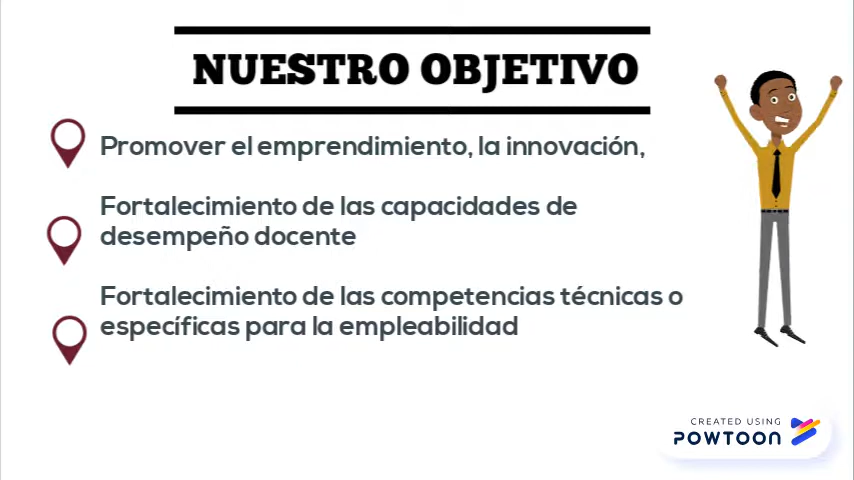 NUESTRO OBJETIVO
Promover el emprendimiento, la innovación,
Fortalecimiento de las capacidades de
desempeño docente
Fortalecimiento de las competencias técnicas o
específicas para la empleabilidad
CREATED USING
POWTOON